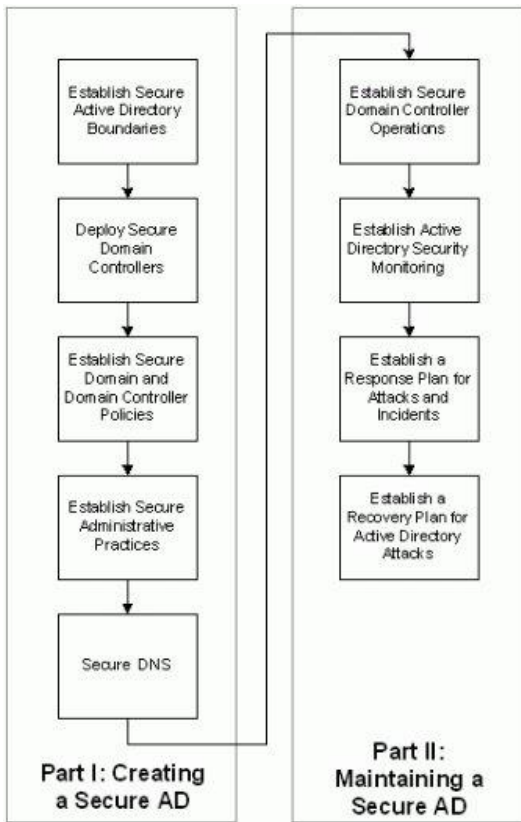 Establish Secure
Active Directory
Boundaries
Deploy Secure
Domain
Controllers
Establish Secure
Domain and
Domain Controller
Policies
Establish Secure
Administrative
Practices
Secure DNS
Part I: Creating
a Secure AD
Establish Secure
Domain Controller
Operations
Establish Active
Directory Security
Monitoring
Establish a
Response Plan for
Attacks and
Incidents
Establish a
Recovery Plan for
Active Directory
Attacks
Part II:
Maintaining a
Secure AD